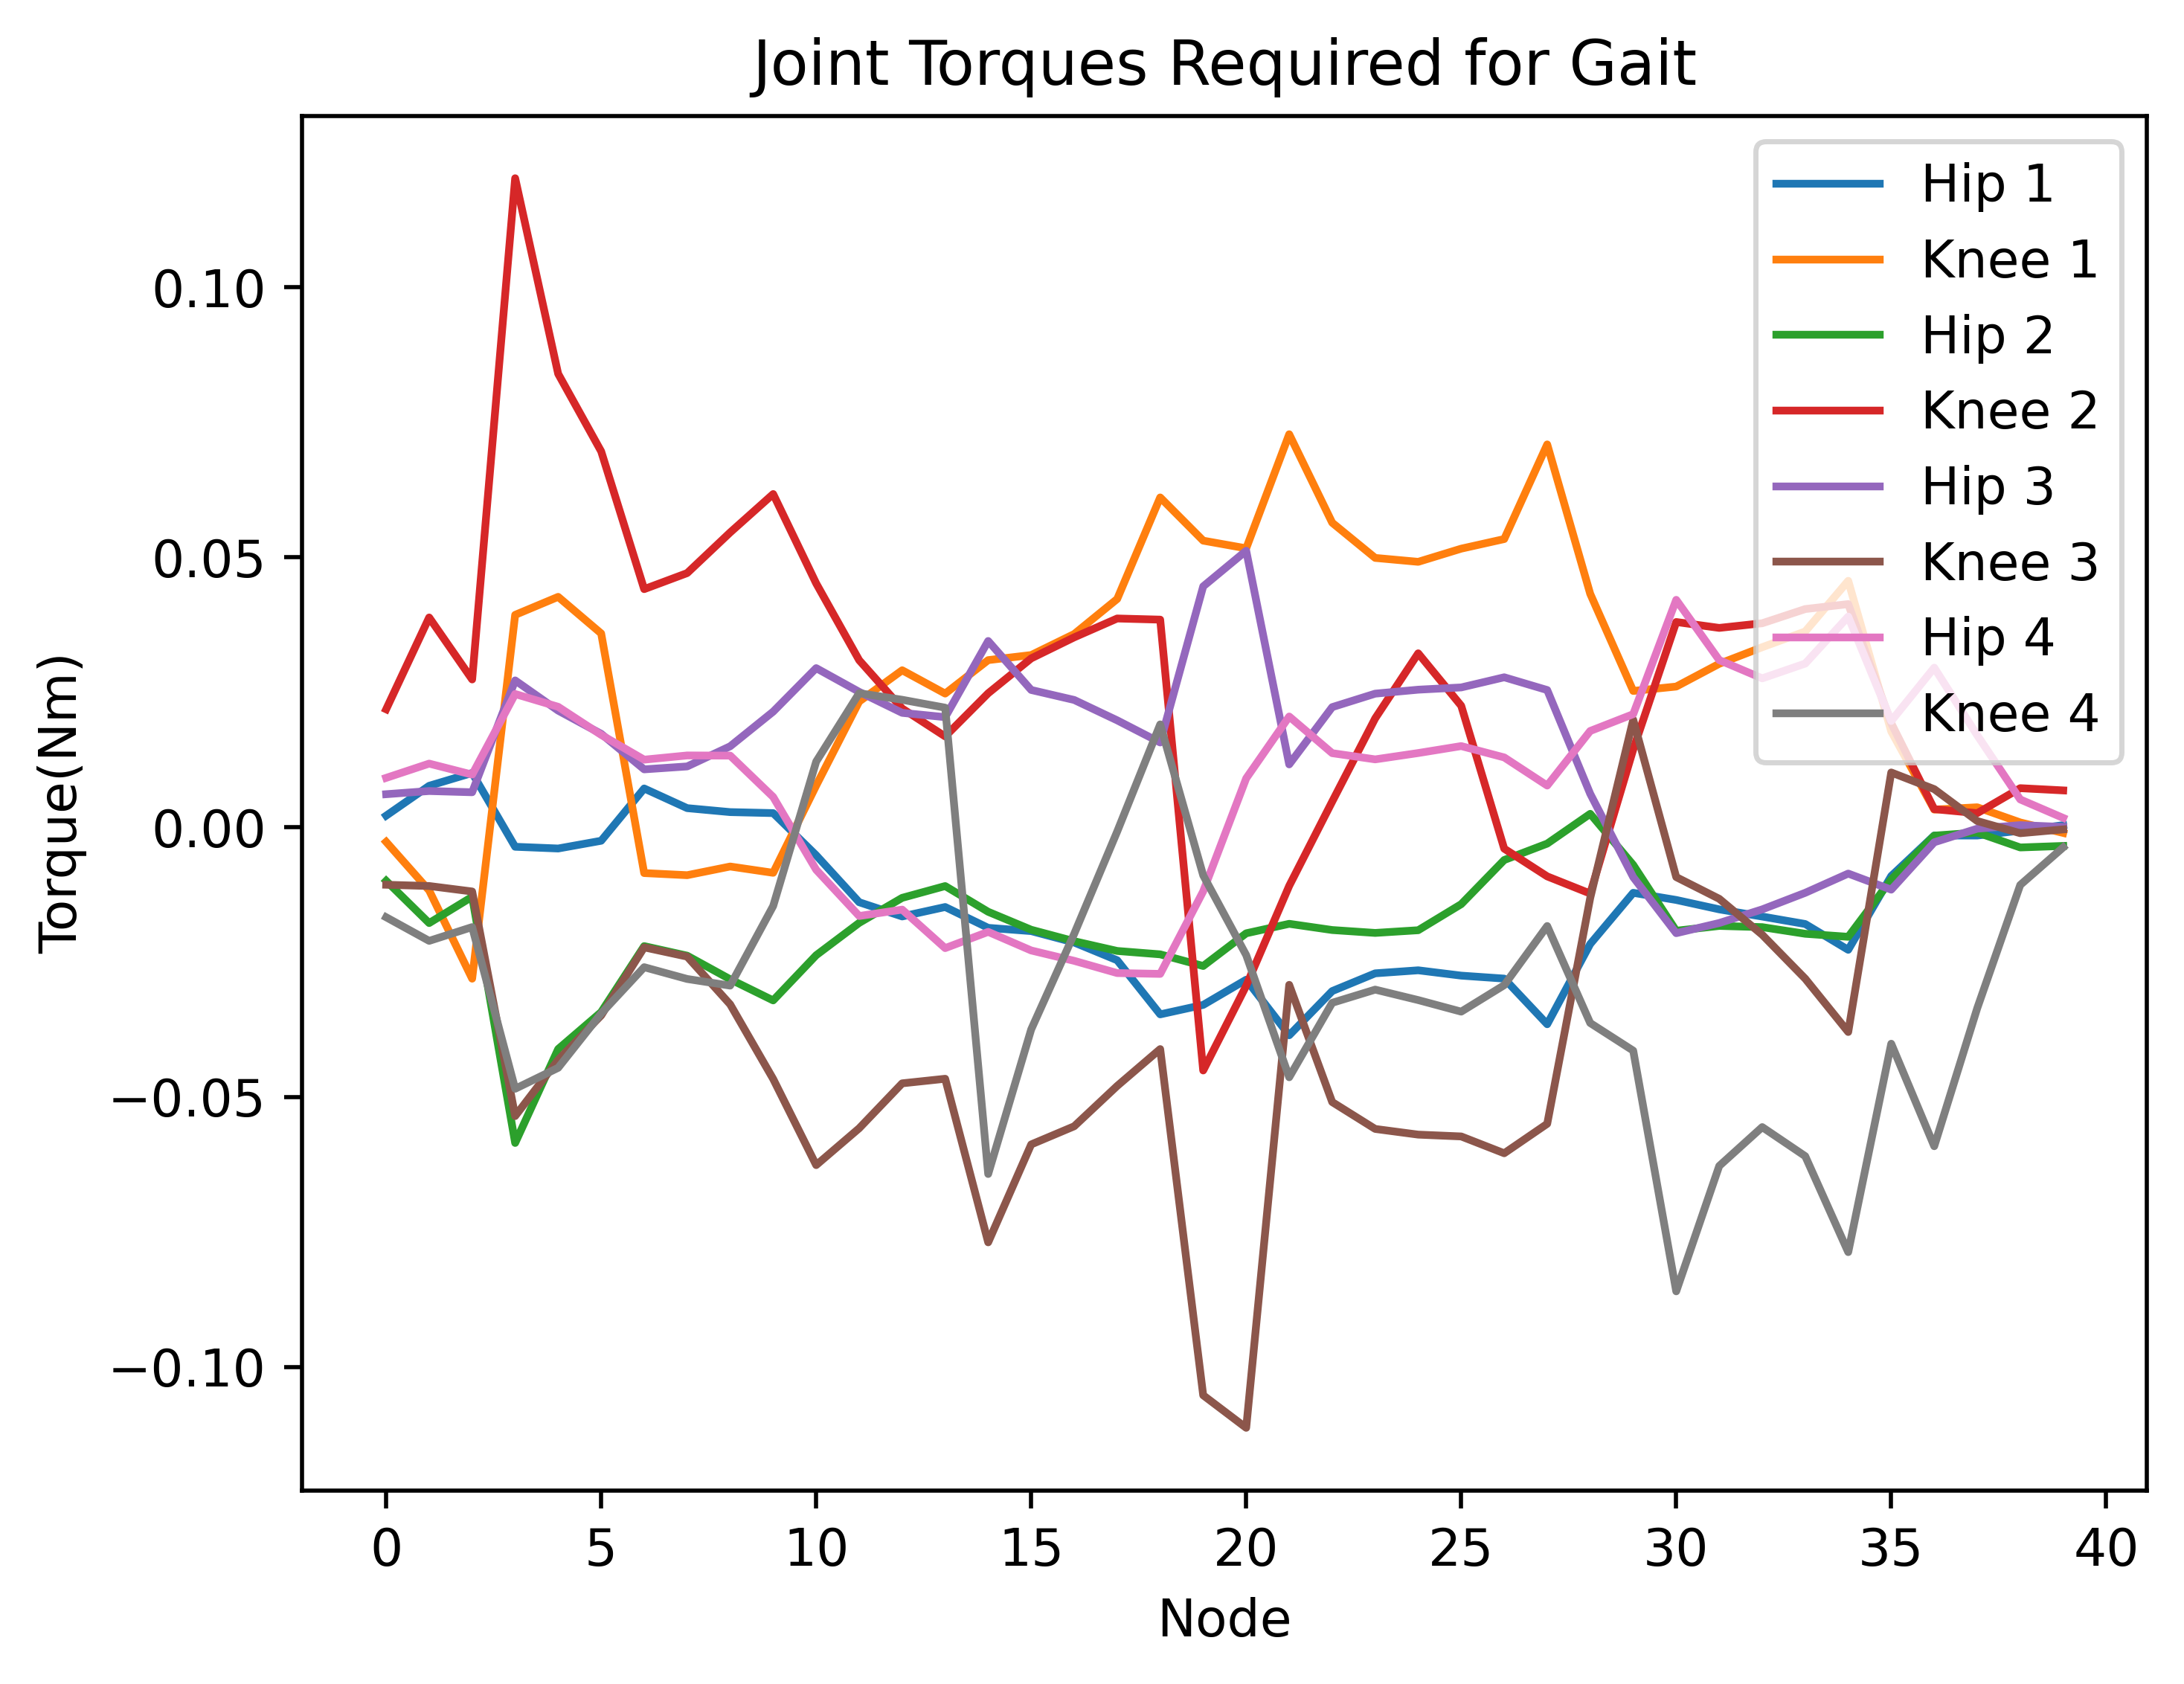 Joint Torques Required for Gait
Hip 1
Knee 1
Hip 2
Knee 2
Hip 3
Knee 3
Hip 4
Knee 4
0.10
0.05
0.00
−0.05
−0.10
Torque(Nm)
0 5 10 15 20 25 30 35 40
Node